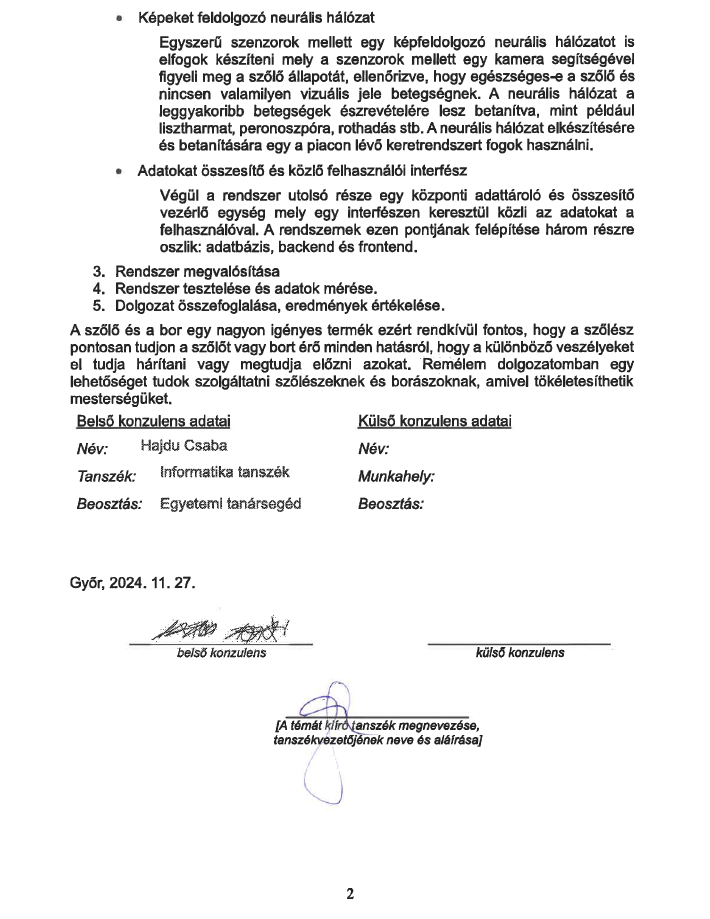 • Képeket feldolgozó neurális hálózat
Egyszerű szenzorok mellett egy képfeldolgozó neurális hálózatot is
elfogok készíteni mely a szenzorok mellett egy kamera segítségével
figyeli meg a szőlő állapotát, ellenőrizve, hogy egészséges-e a szőlő és
nincsen valamilyen vizuális jele betegségnek. A neurális hálózat a
leggyakoribb betegségek észrevételére lesz betanítva, mint például
lisztharmat, peronoszpóra, rothadás stb. A neurális hálózat elkészítésére
és betanítására egy a piacon lévő keretrendszert fogok használni.
• Adatokat összesítő és közlő felhasználói interfész
Végül a rendszer utolsó része egy központi adattároló és összesítő
vezérlő egység mely egy interfészen keresztül közli az adatokat a
felhasználóval. A rendszernek ezen pontjának felépítése három részre
oszlik: adatbázis, backend és frontend.
3. Rendszer megvalósítása
4. Rendszer tesztelése és adatok mérése.
5. Dolgozat összefoglalása, eredmények értékelése.
A szőlő és a bor egy nagyon igényes termék ezért rendkívül fontos, hogy a szőlész
pontosan tudjon a szőlőt vagy bort érő minden hatásról, hogy a különböző veszélyeket
el tudja hárítani vagy megtudja előzni azokat. Remélem dolgozatomban egy
lehetőséget tudok szolgáltatni szőlészeknek és borászoknak, amivel tökéletesíthetik
mesterségüket.
Belső konzulens adatai Külső konzulens adatai
Név: Hajdu Csaba Név:
Tanszék: Informatika tanszék Munkahely:
Beosztás: Egyetemi tanársegéd Beosztás:
Győr, 2024. 11. 27.
belső konzulens külső konzulens
[A témát kiíró tanszék megnevezése,
tanszékvezetőjének neve és aláírása]
2